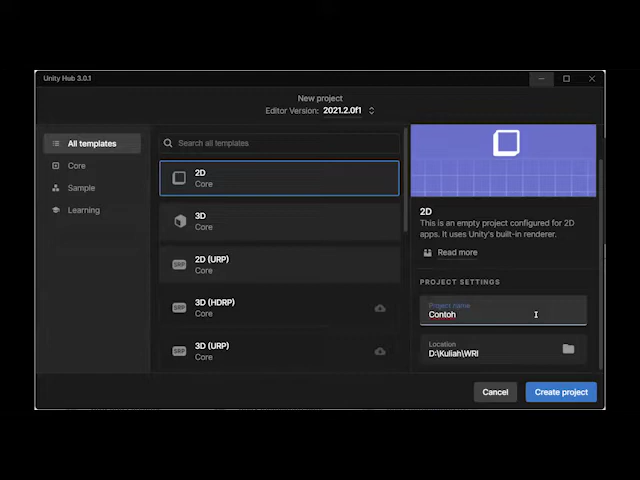 Unity Hub 3.0.1
New project
Editor Version: 2021.2.0f1
All templates
Core
Sample
Learning
Search all templates
2D
Core
3D
Core
SRP
2D (URP)
Core
SRP
3D (HDRP)
Core
SRP
3D (URP)
Core
2D
This is an empty project configured for 2D
apps. It uses Unity's built-in renderer.
Read more
PROJECT SETTINGS
Project name
Contoh
Location
D:\Kuliah\WRI
Cancel
Create project